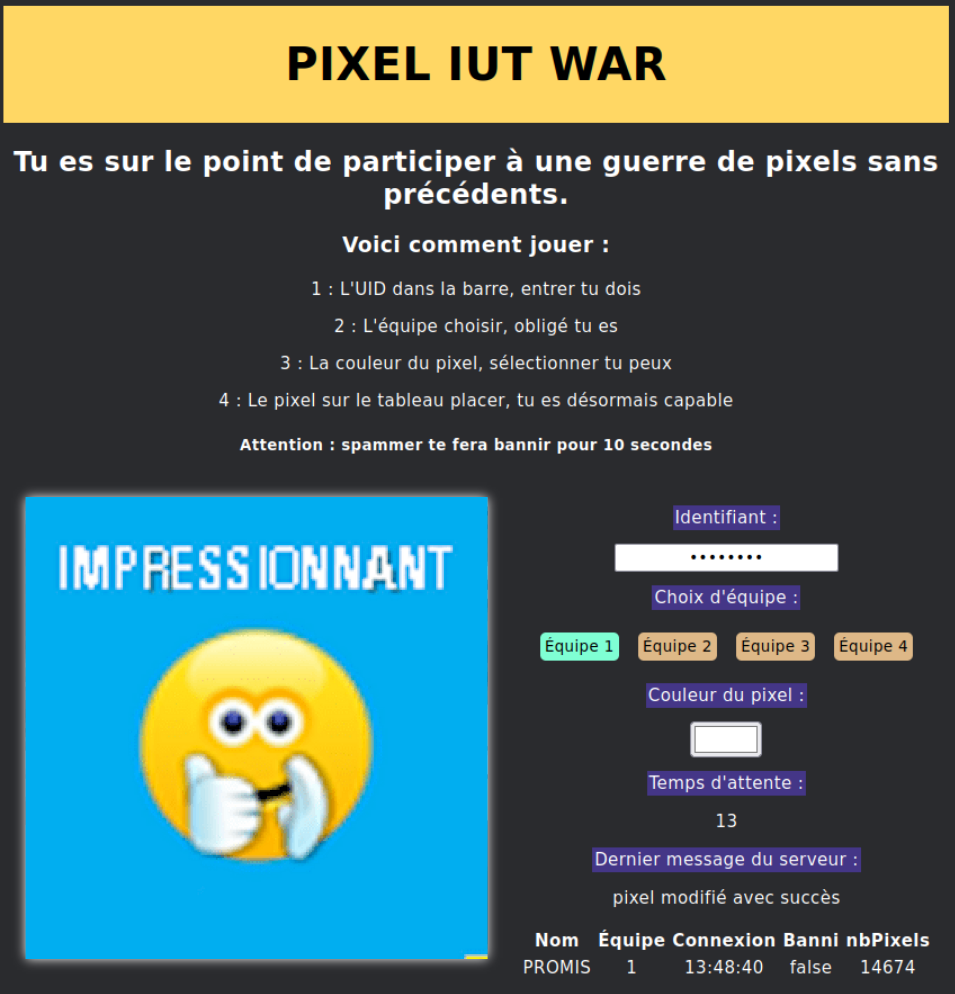 PIXEL IUT WAR
Tu es sur le point de participer à une guerre de pixels sans
précédents.
Voici comment jouer :
1 : L'UID dans la barre, entrer tu dois
2 : L'équipe choisir, obligé tu es
3 : La couleur du pixel, sélectionner tu peux
4 : Le pixel sur le tableau placer, tu es désormais capable
Attention : spammer te fera bannir pour 10 secondes
IMPRESSIONNANT
Identifiant :
••••••••
Choix d'équipe :
Équipe 1 Équipe 2 Équipe 3 Équipe 4
Couleur du pixel :
Temps d'attente :
13
Dernier message du serveur :
pixel modifié avec succès
Nom Équipe Connexion Banni nbPixels
PROMIS 1 13:48:40 false 14674